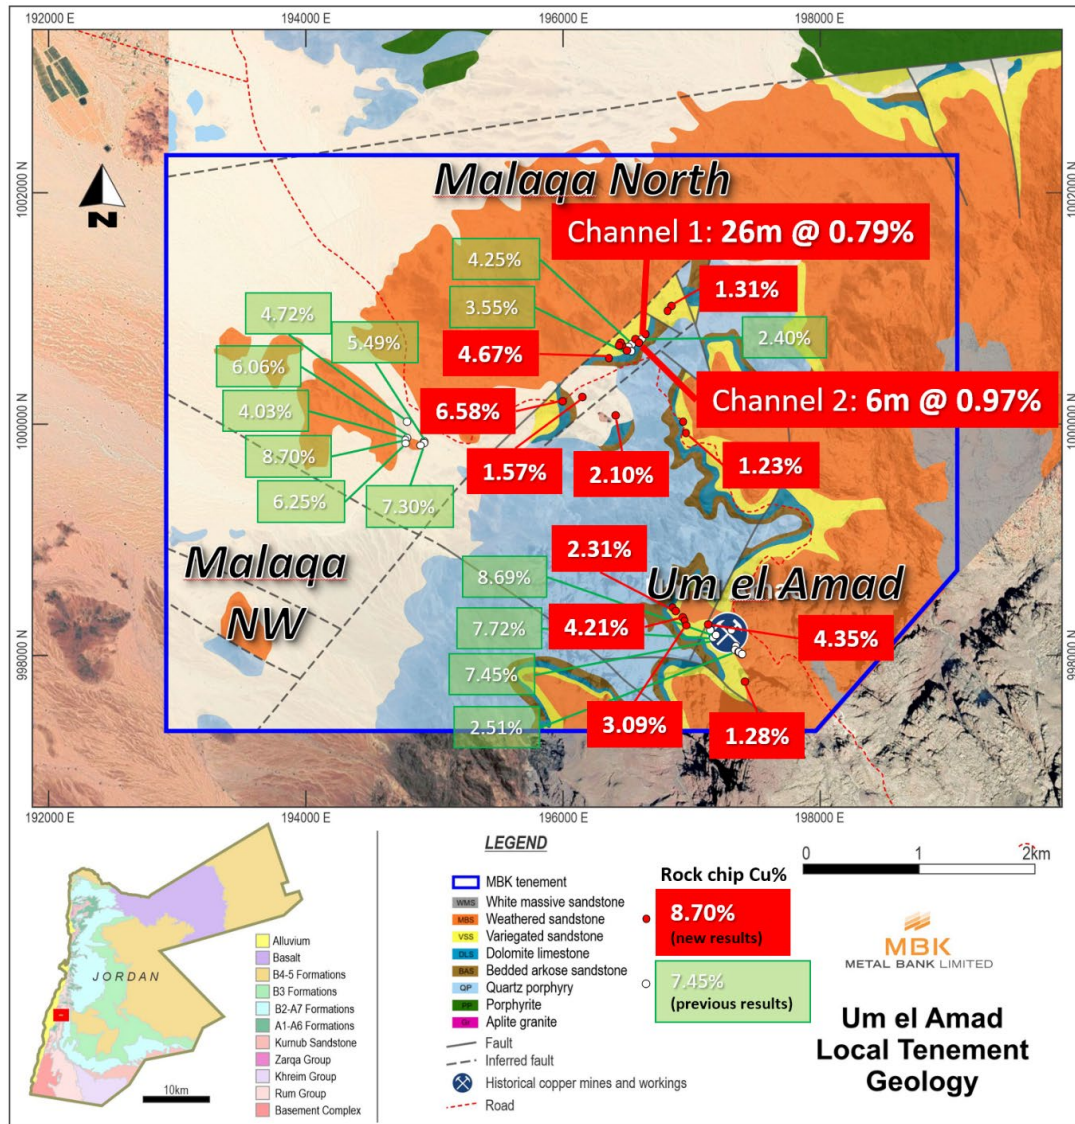 192000 E
194000 E
196000 E
198000 E
1002000 N
1002000 N
N
Malaqa North
Channel 1: 26m @ 0.79%
4.25%
4.72%
3.55%
1.31%
5.49%
2.40%
4.67%
6.06%
Channel 2: 6m @ 0.97%
4.03%
6.58%
1000000 N
1000000 N
8.70%
1.57%
2.10%
1.23%
6.25%
7.30%
2.31%
Malaqa
NW
8.69%
Um el Amad
7.72%
4.21%
4.35%
998000 N
998000 N
7.45%
2.51%
3.09%
1.28%
192000 E
194000 E
196000 E
198000 E
JORDAN
10km
Alluvium
Basalt
B4-5 Formations
B3 Formations
B2-A7 Formations
A1-A6 Formations
Kurnub Sandstone
Zarqa Group
Khreim Group
Rum Group
Basement Complex
LEGEND
MBK tenement
WMS White massive sandstone
MBS Weathered sandstone
VSS Variegated sandstone
DLS Dolomite limestone
BAS Bedded arkose sandstone
QP Quartz porphyry
PP Porphyrite
Gr Aplite granite
Fault
Inferred fault
Historical copper mines and workings
Road
Rock chip Cu%
8.70%
(new results)
7.45%
(previous results)
0 1 2km
MBK
METAL BANK LIMITED
Um el Amad
Local Tenement
Geology